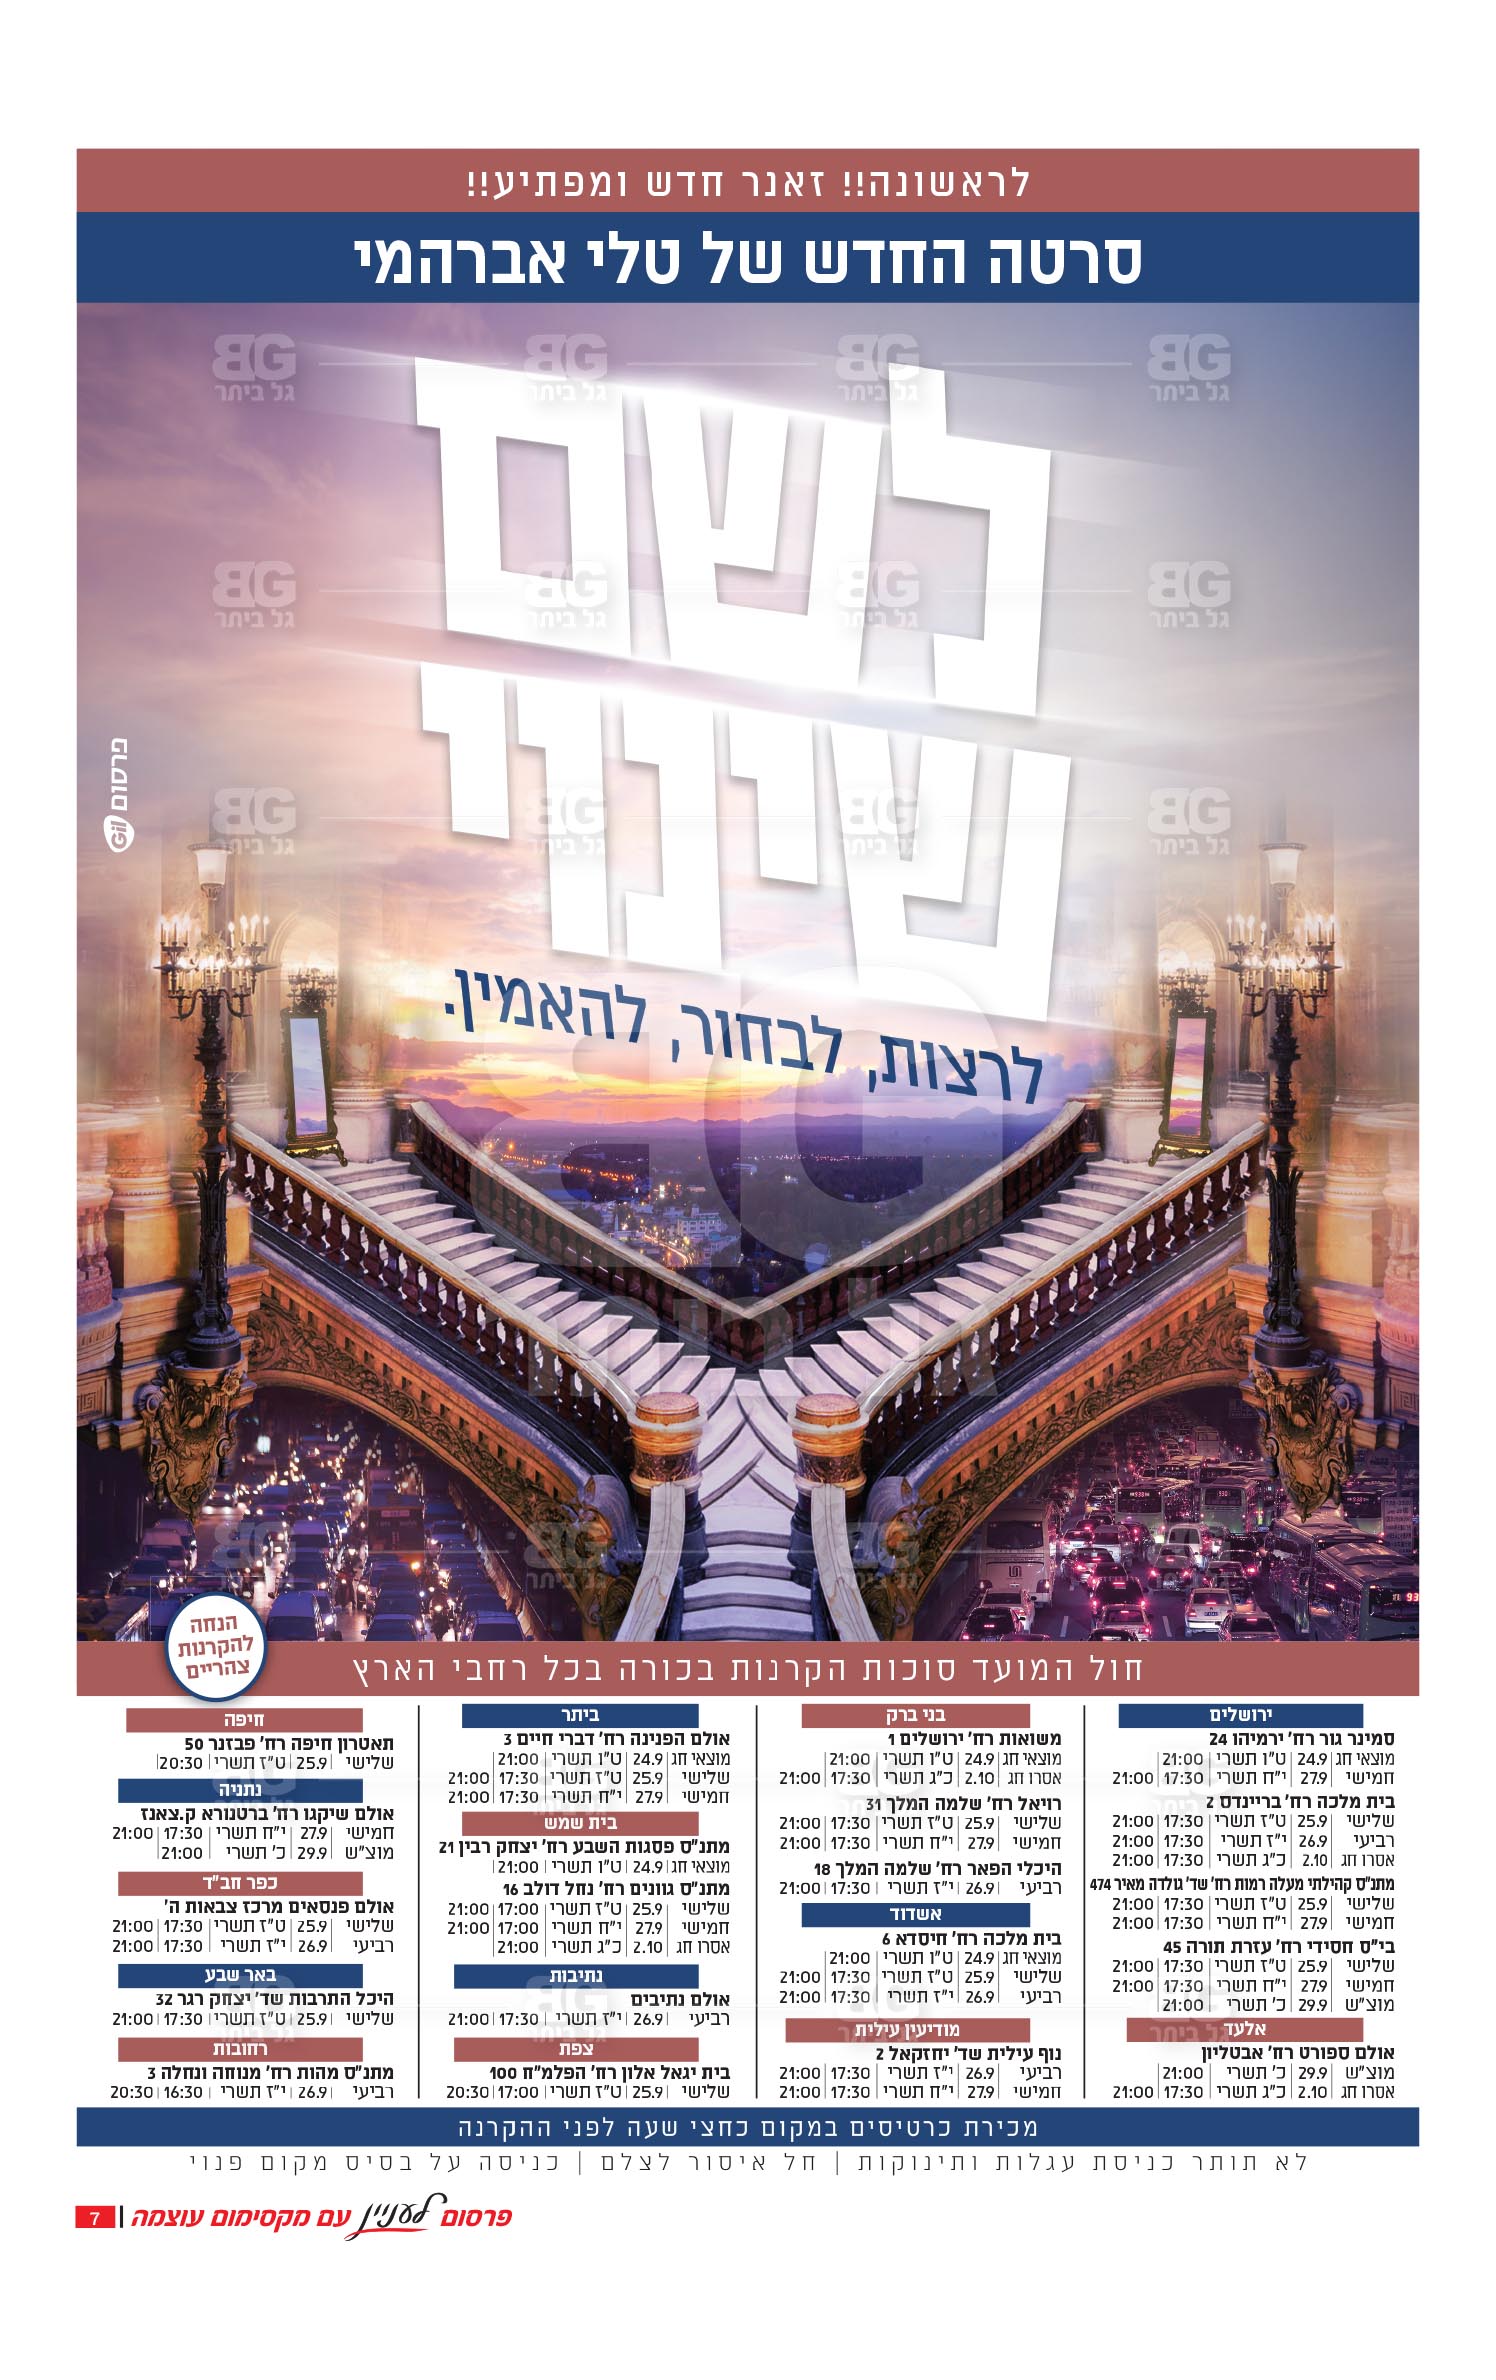 לראשונה!! זאנר חדש ומפתיע!!
סרטה החדש של טלי אברהמי
לשם
שינוי
לרצות, לבחור, להאמין.
פרסום Gil
BG
גל ביתר
הנחה
להקרנות
צהריים
חול המועד סוכות הקרנות בכורה בכל רחבי הארץ
ירושלים
סמינר גור רח' ירמיהו 24
מוצאי חג | 24.9 | ט"ו תשרי | 21:00
חמישי | 27.9 | י"ח תשרי | 17:30 | 21:00
בית מלכה רח' בריינדס 2
שלישי | 25.9 | ט"ז תשרי | 17:30 | 21:00
רביעי | 26.9 | י"ז תשרי | 17:30 | 21:00
אסרו חג | 2.10 | כ"ג תשרי | 17:30 | 21:00
מתנ"ס קהילתי מעלה רמות רח' שד' גולדה מאיר 474
שלישי | 25.9 | ט"ז תשרי | 17:30 | 21:00
חמישי | 27.9 | י"ח תשרי | 17:30 | 21:00
בי"ס חסידי רח' עזרת תורה 45
שלישי | 25.9 | ט"ז תשרי | 17:30 | 21:00
חמישי | 27.9 | י"ח תשרי | 17:30 | 21:00
מוצ"ש | 29.9 | כ' תשרי | 21:00
אלעד
אולם ספורט רח' אבטליון
מוצ"ש | 29.9 | כ' תשרי | 21:00
אסרו חג | 2.10 | כ"ג תשרי | 17:30 | 21:00
בני ברק
משואות רח' ירושלים 1
מוצאי חג | 24.9 | ט"ו תשרי | 21:00
אסרו חג | 2.10 | כ"ג תשרי | 17:30 | 21:00
רויאל רח' שלמה המלך 31
שלישי | 25.9 | ט"ז תשרי | 17:30 | 21:00
חמישי | 27.9 | י"ח תשרי | 17:30 | 21:00
היכלי הפאר רח' שלמה המלך 18
רביעי | 26.9 | י"ז תשרי | 17:30 | 21:00
אשדוד
בית מלכה רח' חיסדא 6
מוצאי חג | 24.9 | ט"ו תשרי | 21:00
שלישי | 25.9 | ט"ז תשרי | 17:30 | 21:00
רביעי | 26.9 | י"ז תשרי | 17:30 | 21:00
מודיעין עילית
נוף עילית שד' יחזקאל 2
רביעי | 26.9 | י"ז תשרי | 17:30 | 21:00
חמישי | 27.9 | י"ח תשרי | 17:30 | 21:00
ביתר
אולם הפנינה רח' דברי חיים 3
מוצאי חג | 24.9 | ט"ו תשרי | 21:00
שלישי | 25.9 | ט"ז תשרי | 17:30 | 21:00
חמישי | 27.9 | י"ח תשרי | 17:30 | 21:00
בית שמש
מתנ"ס פסגות השבע רח' יצחק רבין 21
מוצאי חג | 24.9 | ט"ו תשרי | 21:00
מתנ"ס גוונים רח' נחל דולב 16
שלישי | 25.9 | ט"ז תשרי | 17:00 | 21:00
חמישי | 27.9 | י"ח תשרי | 17:00 | 21:00
אסרו חג | 2.10 | כ"ג תשרי | 21:00
נתיבות
אולם נתיבים
רביעי | 26.9 | י"ז תשרי | 17:30 | 21:00
צפת
בית יגאל אלון רח' הפלמ"ח 100
שלישי | 25.9 | ט"ז תשרי | 17:00 | 20:30
חיפה
תאטרון חיפה רח' פבזנר 50
שלישי | 25.9 | ט"ז תשרי | 20:30
נתניה
אולם שיקגו רח' ברטנורא ק.צאנז
חמישי | 27.9 | י"ח תשרי | 17:30 | 21:00
מוצ"ש | 29.9 | כ' תשרי | 21:00
כפר חב"ד
אולם פנסאים מרכז צבאות ה'
שלישי | 25.9 | ט"ז תשרי | 17:30 | 21:00
רביעי | 26.9 | י"ז תשרי | 17:30 | 21:00
באר שבע
היכל התרבות שד' יצחק רגר 32
שלישי | 25.9 | ט"ז תשרי | 17:30 | 21:00
רחובות
מתנ"ס מהות רח' מנוחה ונחלה 3
רביעי | 26.9 | י"ז תשרי | 16:30 | 20:30
מכירת כרטיסים במקום כחצי שעה לפני ההקרנה
לא תותר כניסת עגלות ותינוקות | חל איסור לצלם | כניסה על בסיס מקום פנוי
פרסום לעניין עם מקסימום עוצמה | 7